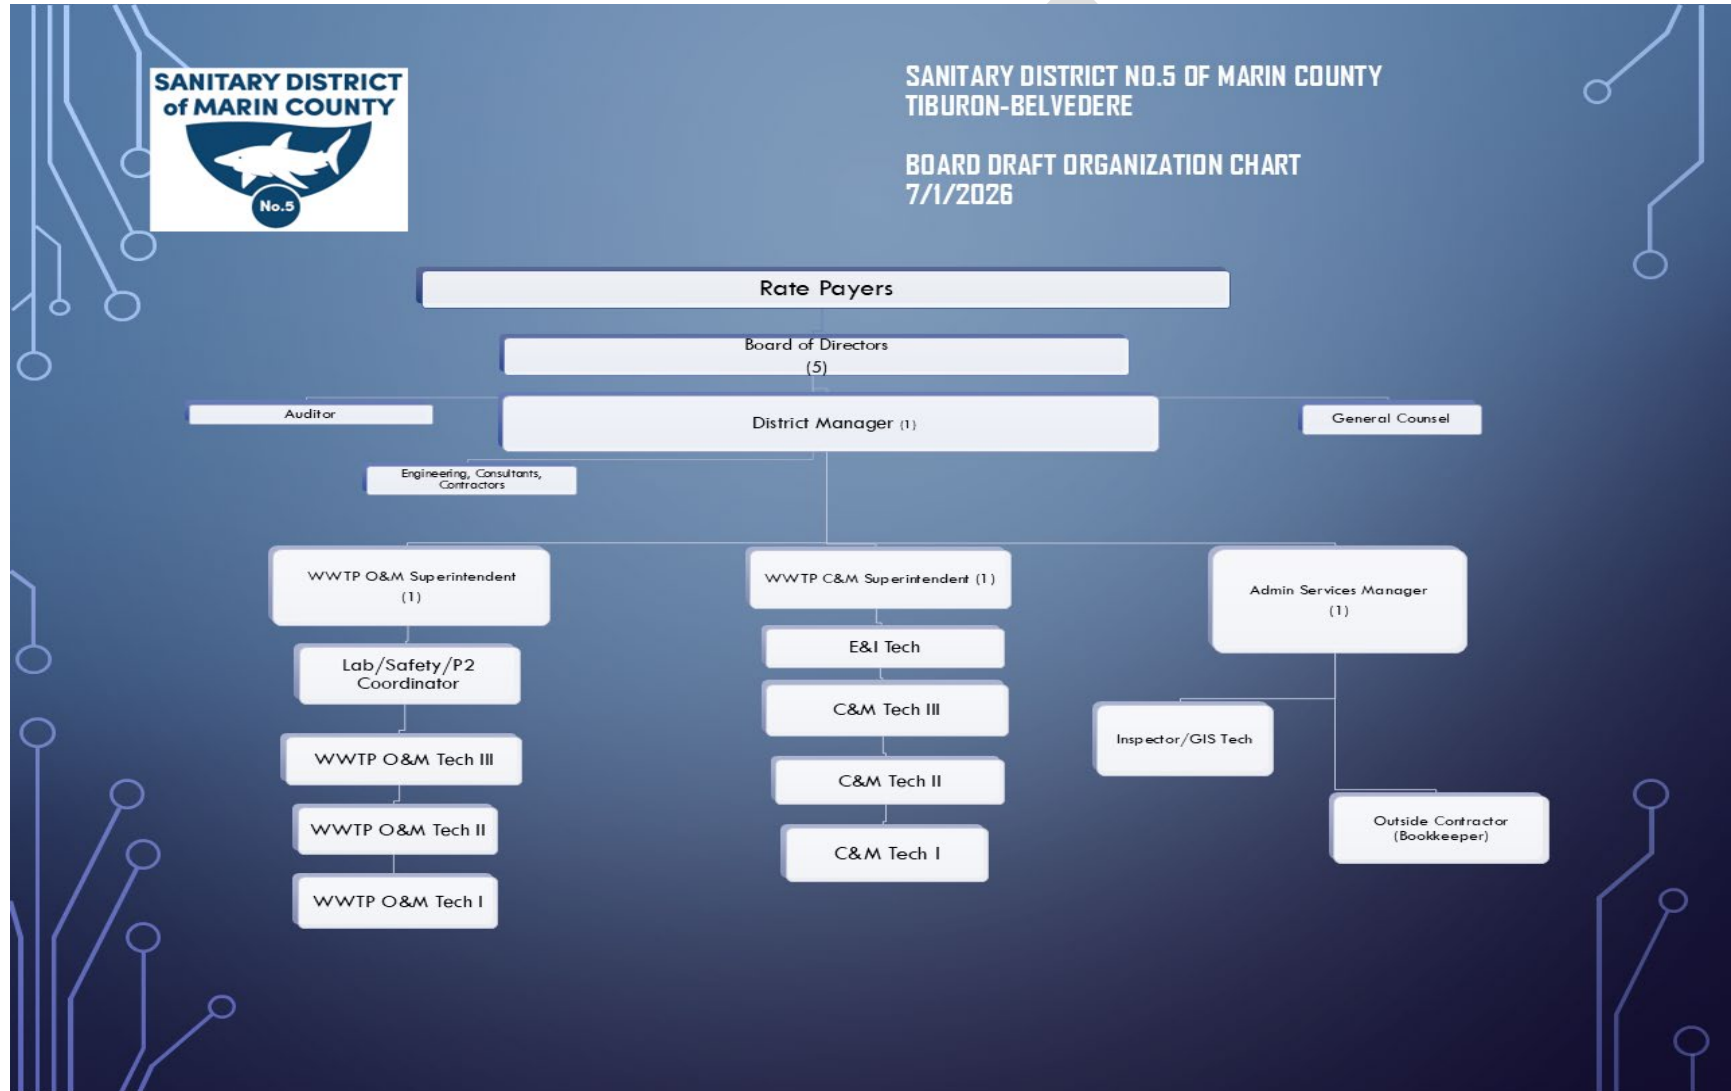 SANITARY DISTRICT
of MARIN COUNTY
No.5
SANITARY DISTRICT NO.5 OF MARIN COUNTY
TIBURON-BELVEDERE
BOARD DRAFT ORGANIZATION CHART
7/1/2026
Rate Payers
Board of Directors
(5)
Auditor
District Manager (1)
General Counsel
Engineering, Consultants,
Contractors
WWTP O&M Superintendent
(1)
Lab/Safety/P2
Coordinator
WWTP O&M Tech III
WWTP O&M Tech II
WWTP O&M Tech I
WWTP C&M Superintendent (1)
E&I Tech
C&M Tech III
C&M Tech II
C&M Tech I
Admin Services Manager
(1)
Inspector/GIS Tech
Outside Contractor
(Bookkeeper)